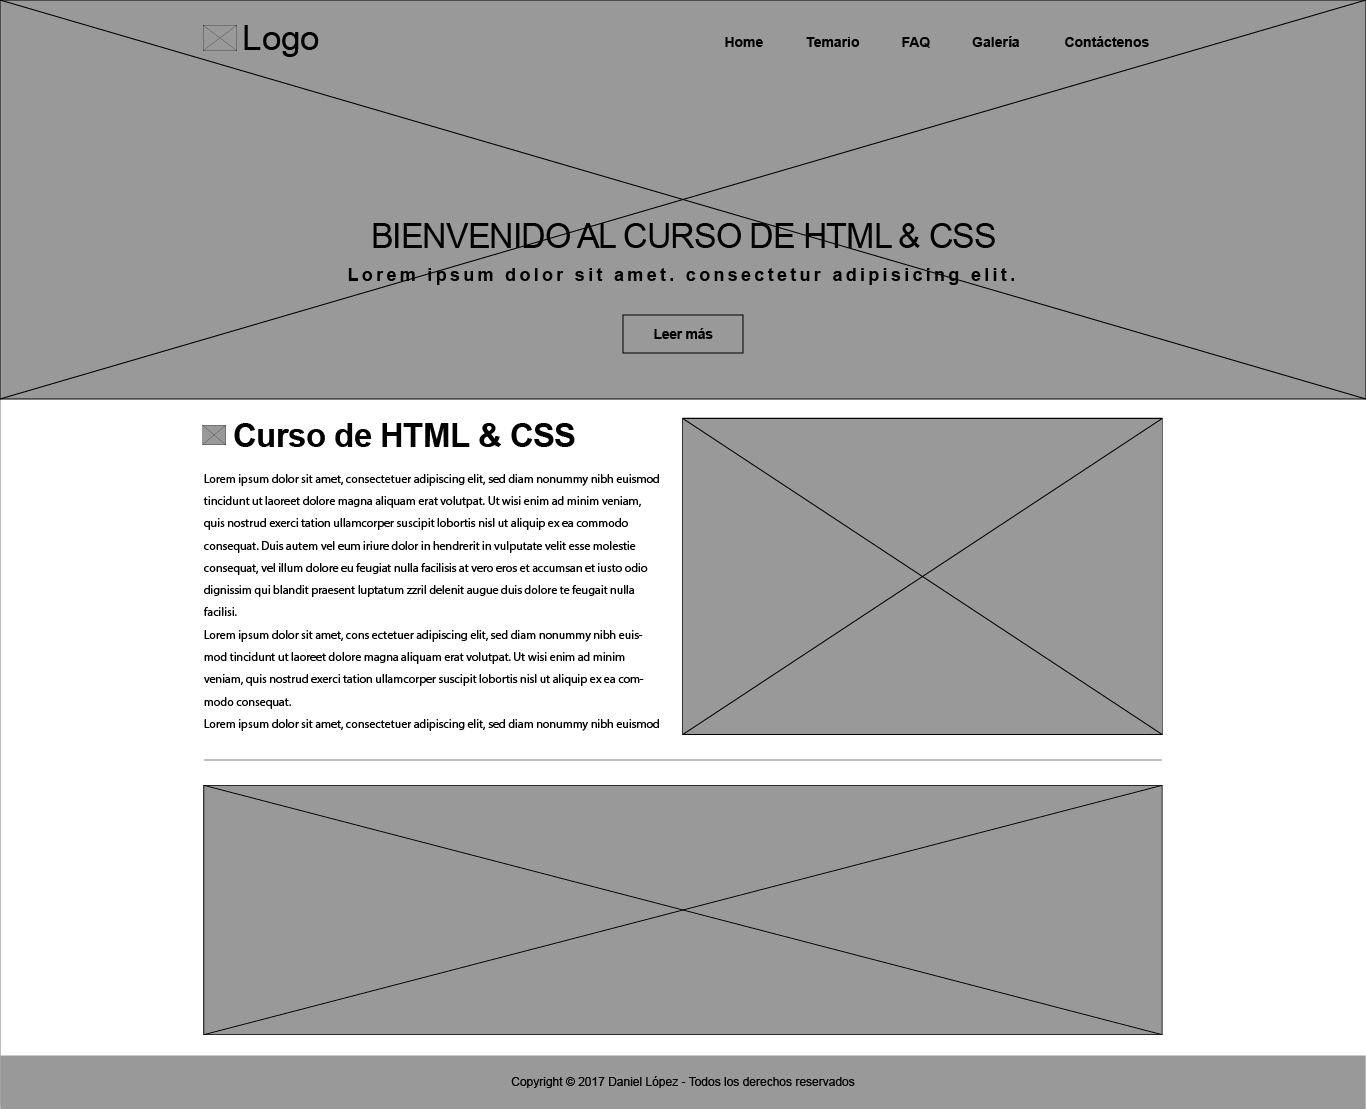 Logo
Home Temario FAQ Galería Contáctenos
BIENVENIDO AL CURSO DE HTML & CSS
Lorem ipsum dolor sit amet. consectetur adipisicing elit.
Leer más
Curso de HTML & CSS
Lorem ipsum dolor sit amet, consectetuer adipiscing elit, sed diam nonummy nibh euismod
tincidunt ut laoreet dolore magna aliquam erat volutpat. Ut wisi enim ad minim veniam,
quis nostrud exerci tation ullamcorper suscipit lobortis nisl ut aliquip ex ea commodo
consequat. Duis autem vel eum iriure dolor in hendrerit in vulputate velit esse molestie
consequat, vel illum dolore eu feugiat nulla facilisis at vero eros et accumsan et iusto odio
dignissim qui blandit praesent luptatum zzril delenit augue duis dolore te feugait nulla
facilisi.
Lorem ipsum dolor sit amet, cons ectetuer adipiscing elit, sed diam nonummy nibh euis-
mod tincidunt ut laoreet dolore magna aliquam erat volutpat. Ut wisi enim ad minim
veniam, quis nostrud exerci tation ullamcorper suscipit lobortis nisl ut aliquip ex ea com-
modo consequat.
Lorem ipsum dolor sit amet, consectetuer adipiscing elit, sed diam nonummy nibh euismod
Copyright © 2017 Daniel López - Todos los derechos reservados